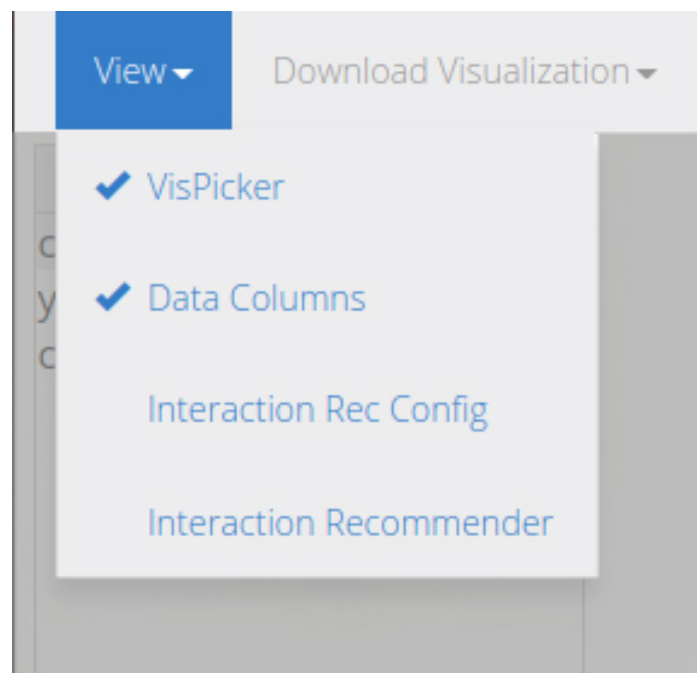 View
Download Visualization
VisPicker
Data Columns
Interaction Rec Config
Interaction Recommender